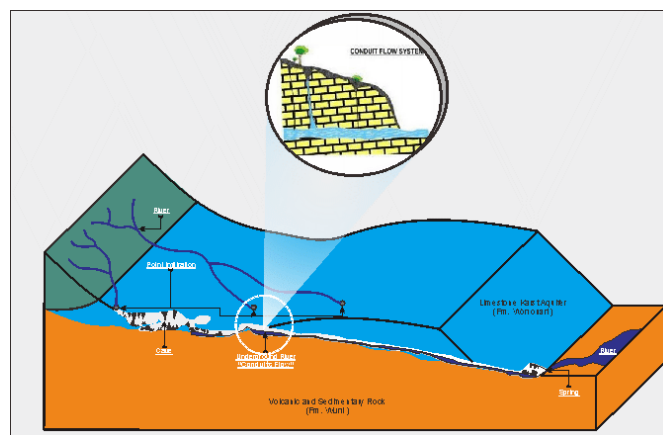 CONDUIT FLOW SYSTEM
River
Point Infiltration
Limestone Karst Aquifer
(Fm. Wonosari)
River
Cave
Underground River
"Conduite Flow"
Spring
Volcanic and Sedimentary Rock
(Fm. Wuni)